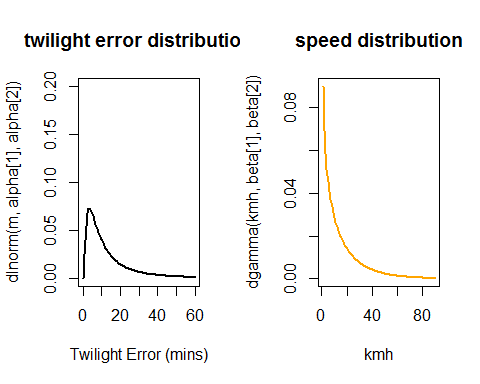 twilight error distributio
dlnorm(m, alpha[1], alpha[2])
0.00 0.05 0.10 0.15 0.20
0 20 40 60
Twilight Error (mins)
speed distribution
dgamma(kmh, beta[1], beta[2])
0.00 0.04 0.08
0 40 80
kmh